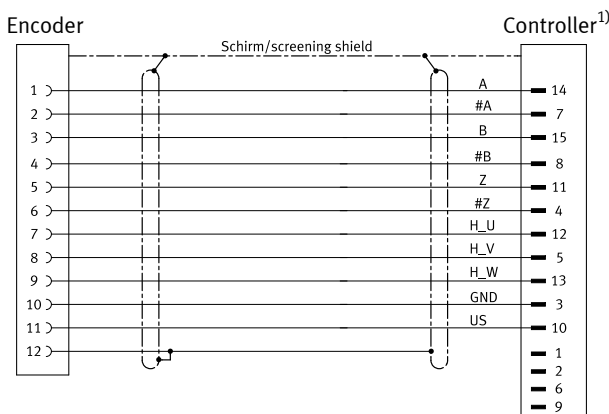 Encoder Controller1)
Schirm/screening shield
1 A 14
2 #A 7
3 B 15
4 #B 8
5 Z 11
6 #Z 4
7 H_U 12
8 H_V 5
9 H_W 13
10 GND 3
11 US 10
12 1
2
6
9